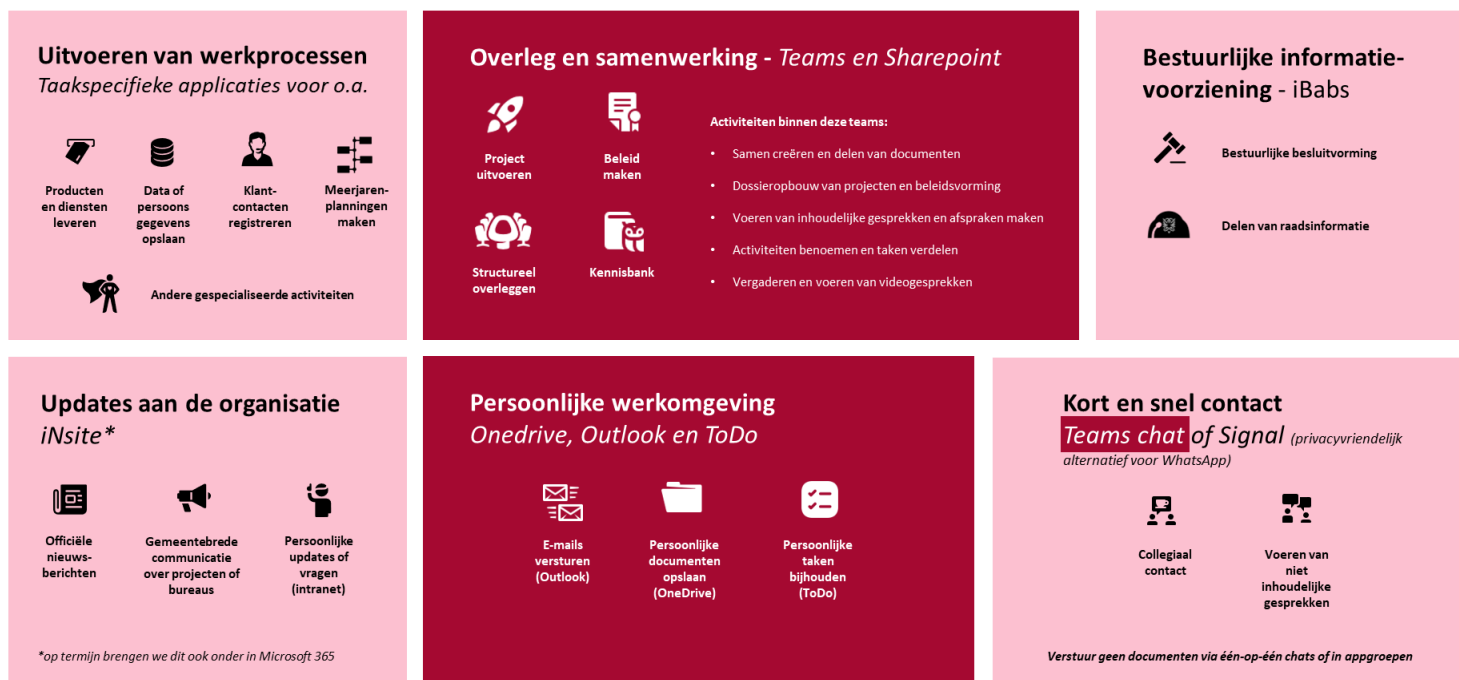 Uitvoeren van werkprocessen
Taakspecifieke applicaties voor o.a.
Producten
en diensten
leveren
Data of
persoons
gegevens
opslaan
Klant-
contacten
registreren
Meerjaren-
planningen
maken
Andere gespecialiseerde activiteiten
Overleg en samenwerking - Teams en Sharepoint
Project
uitvoeren
Beleid
maken
Structureel
overleggen
Kennisbank
Activiteiten binnen deze teams:
• Samen creëren en delen van documenten
• Dossieropbouw van projecten en beleidsvorming
• Voeren van inhoudelijke gesprekken en afspraken maken
• Activiteiten benoemen en taken verdelen
• Vergaderen en voeren van videogesprekken
Bestuurlijke informatie-
voorziening - iBabs
Bestuurlijke besluitvorming
Delen van raadsinformatie
Updates aan de organisatie
iNsite*
Officiële
nieuws-
berichten
Gemeentebrede
communicatie
over projecten of
bureaus
Persoonlijke
updates of
vragen
(intranet)
*op termijn brengen we dit ook onder in Microsoft 365
Persoonlijke werkomgeving
Onedrive, Outlook en ToDo
E-mails
versturen
(Outlook)
Persoonlijke
documenten
opslaan
(OneDrive)
Persoonlijke
taken
bijhouden
(ToDo)
Kort en snel contact
Teams chat of Signal (privacyvriendelijk
alternatief voor WhatsApp)
Collegiaal
contact
Voeren van
niet
inhoudelijke
gesprekken
Verstuur geen documenten via één-op-één chats of in appgroepen